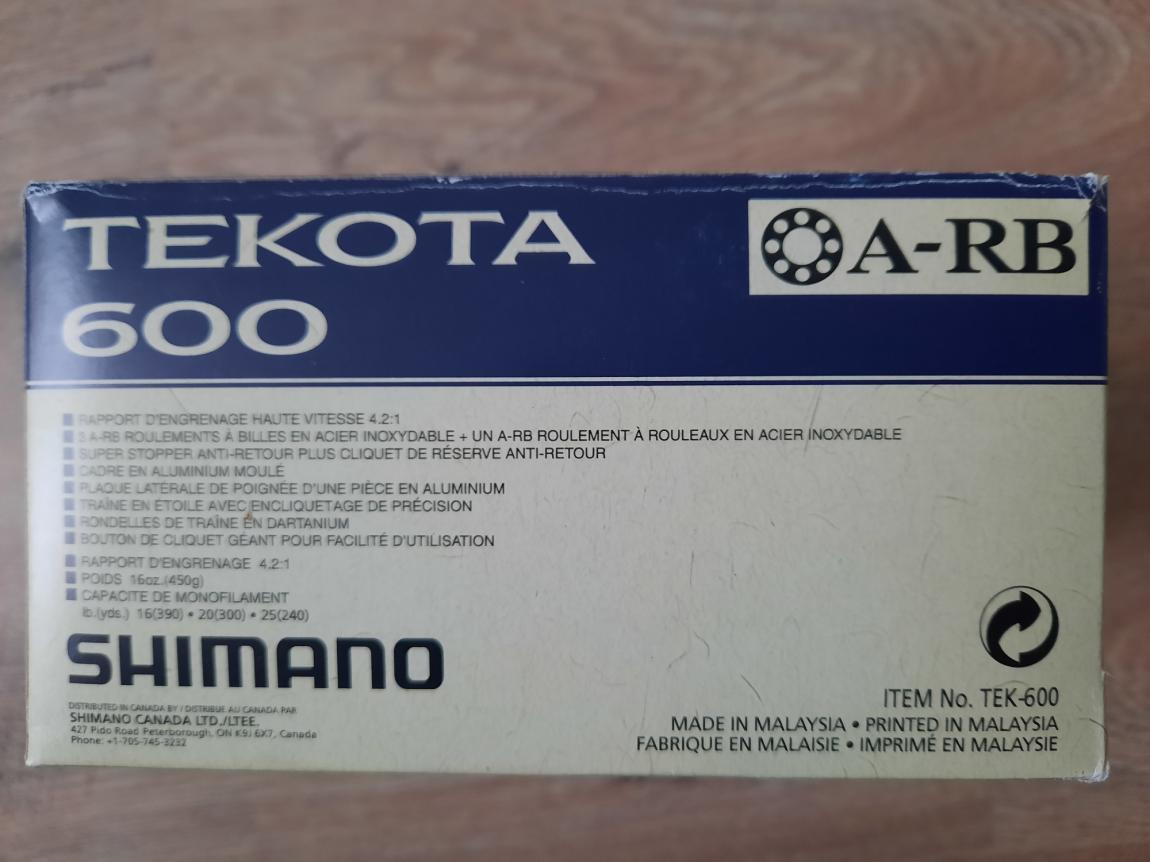 TEKOTA
600
A-RB
RAPPORT D'ENGRENAGE HAUTE VITESSE 4.2:1
3 A-RB ROULEMENTS À BILLES EN ACIER INOXYDABLE + UN A-RB ROULEMENT À ROULEAUX EN ACIER INOXYDABLE
SUPER STOPPER ANTI-RETOUR PLUS CLIQUET DE RÉSERVE ANTI-RETOUR
CADRE EN ALUMINIUM MOULÉ
PLAQUE LATÉRALE DE POIGNÉE D'UNE PIÈCE EN ALUMINIUM
TRAÎNE EN ÉTOILE AVEC ENCLIQUETAGE DE PRÉCISION
RONDELLES DE TRAÎNE EN DARTANIUM
BOUTON DE CLIQUET GÉANT POUR FACILITÉ D'UTILISATION
RAPPORT D'ENGRENAGE 4.2:1
POIDS 16oz.(450g)
CAPACITE DE MONOFILAMENT
lb.(yds.) 16(390) • 20(300) • 25(240)
SHIMANO
DISTRIBUTED IN CANADA BY / DISTRIBUE AU CANADA PAR
SHIMANO CANADA LTD./LTEE.
427 Pido Road Peterborough, ON K9J 6X7, Canada
Phone: +1-705-745-3232
ITEM No. TEK-600
MADE IN MALAYSIA • PRINTED IN MALAYSIA
FABRIQUE EN MALAISIE • IMPRIMÉ EN MALAYSIE